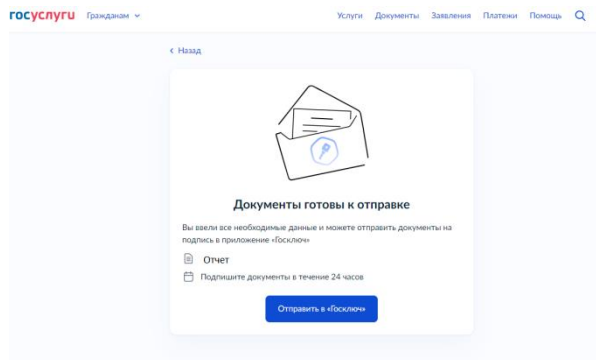 госуслуги Гражданам Услуги Документы Заявления Платежи Помощь
Назад
Документы готовы к отправке
Вы ввели все необходимые данные и можете отправить документы на
подпись в приложение «Госключ»
Отчет
Подпишите документы в течение 24 часов
Отправить в «Госключ»